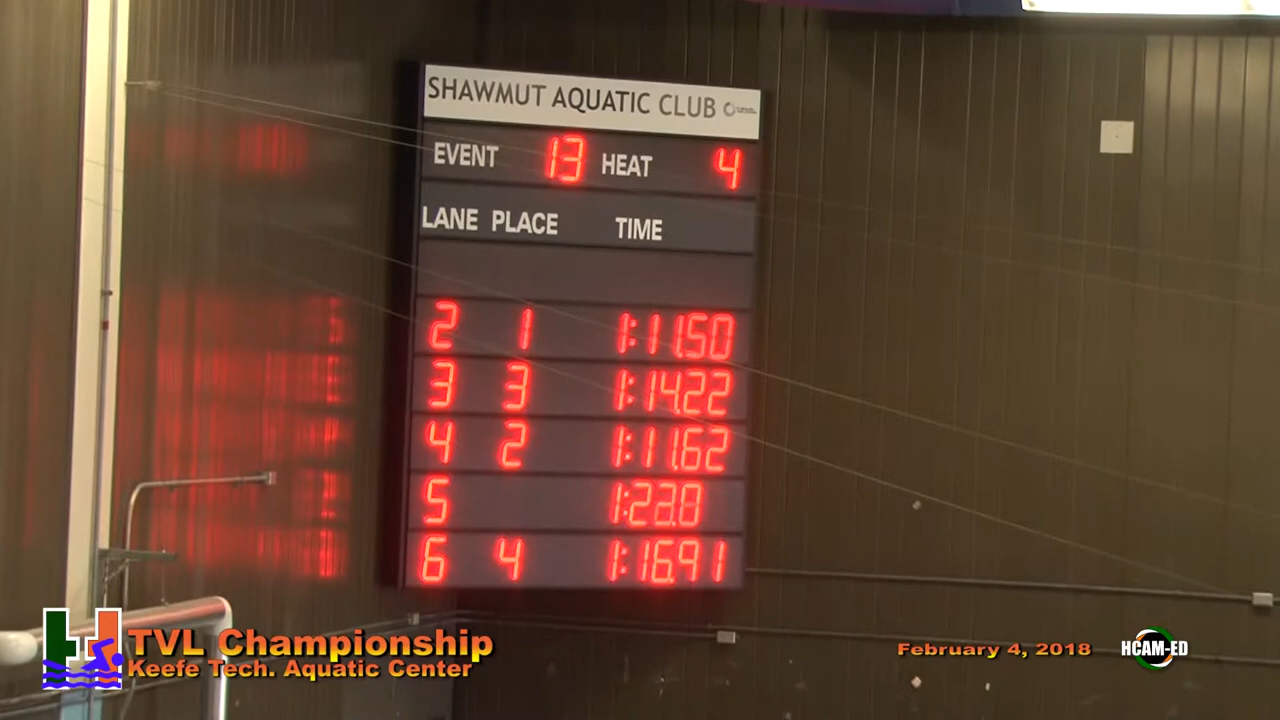 SHAWMUT AQUATIC CLUB
EVENT 13 HEAT 4
LANE PLACE TIME
2 1 1:11.50
3 3 1:14.22
4 2 1:11.62
5 1:23.8
6 4 1:16.91
TVL Championship
Keefe Tech. Aquatic Center
February 4, 2018
HCAM-ED